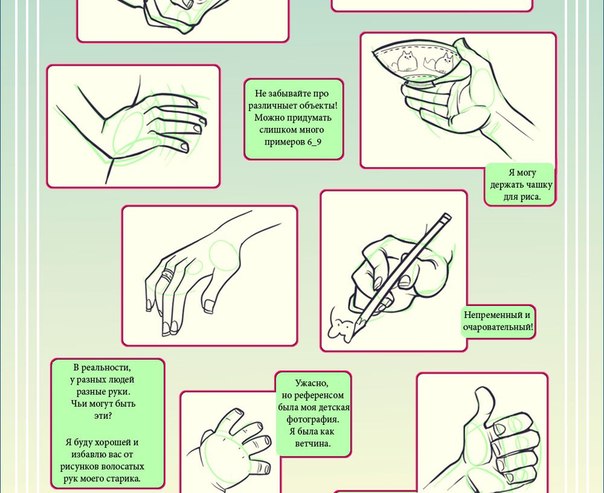 Не забывайте про
различныет объекты!
Можно придумать
слишком много
примеров 6_9
Я могу
держать чашку
для риса.
Непременный и
очаровательный!
В реальности,
у разных людей
разные руки.
Чьи могут быть
эти?
Я буду хорошей и
избавлю вас от
рисунков волосатых
рук моего старика.
Ужасно,
но референсом
была моя детская
фотография.
Я была как
ветчина.